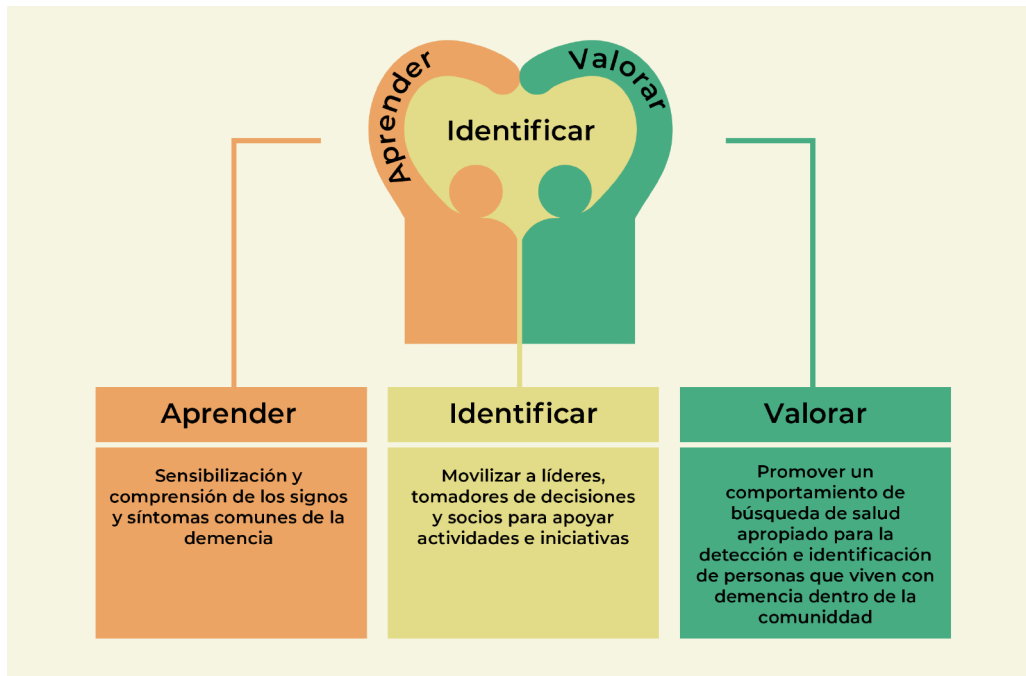 Aprender
Valorar
Identificar
Aprender
Sensibilización y
comprensión de los signos
y síntomas comunes de la
demencia
Identificar
Movilizar a líderes,
tomadores de decisiones
y socios para apoyar
actividades e iniciativas
Valorar
Promover un
comportamiento de
búsqueda de salud
apropiado para la
detección e identificación
de personas que viven con
demencia dentro de la
comuniddad